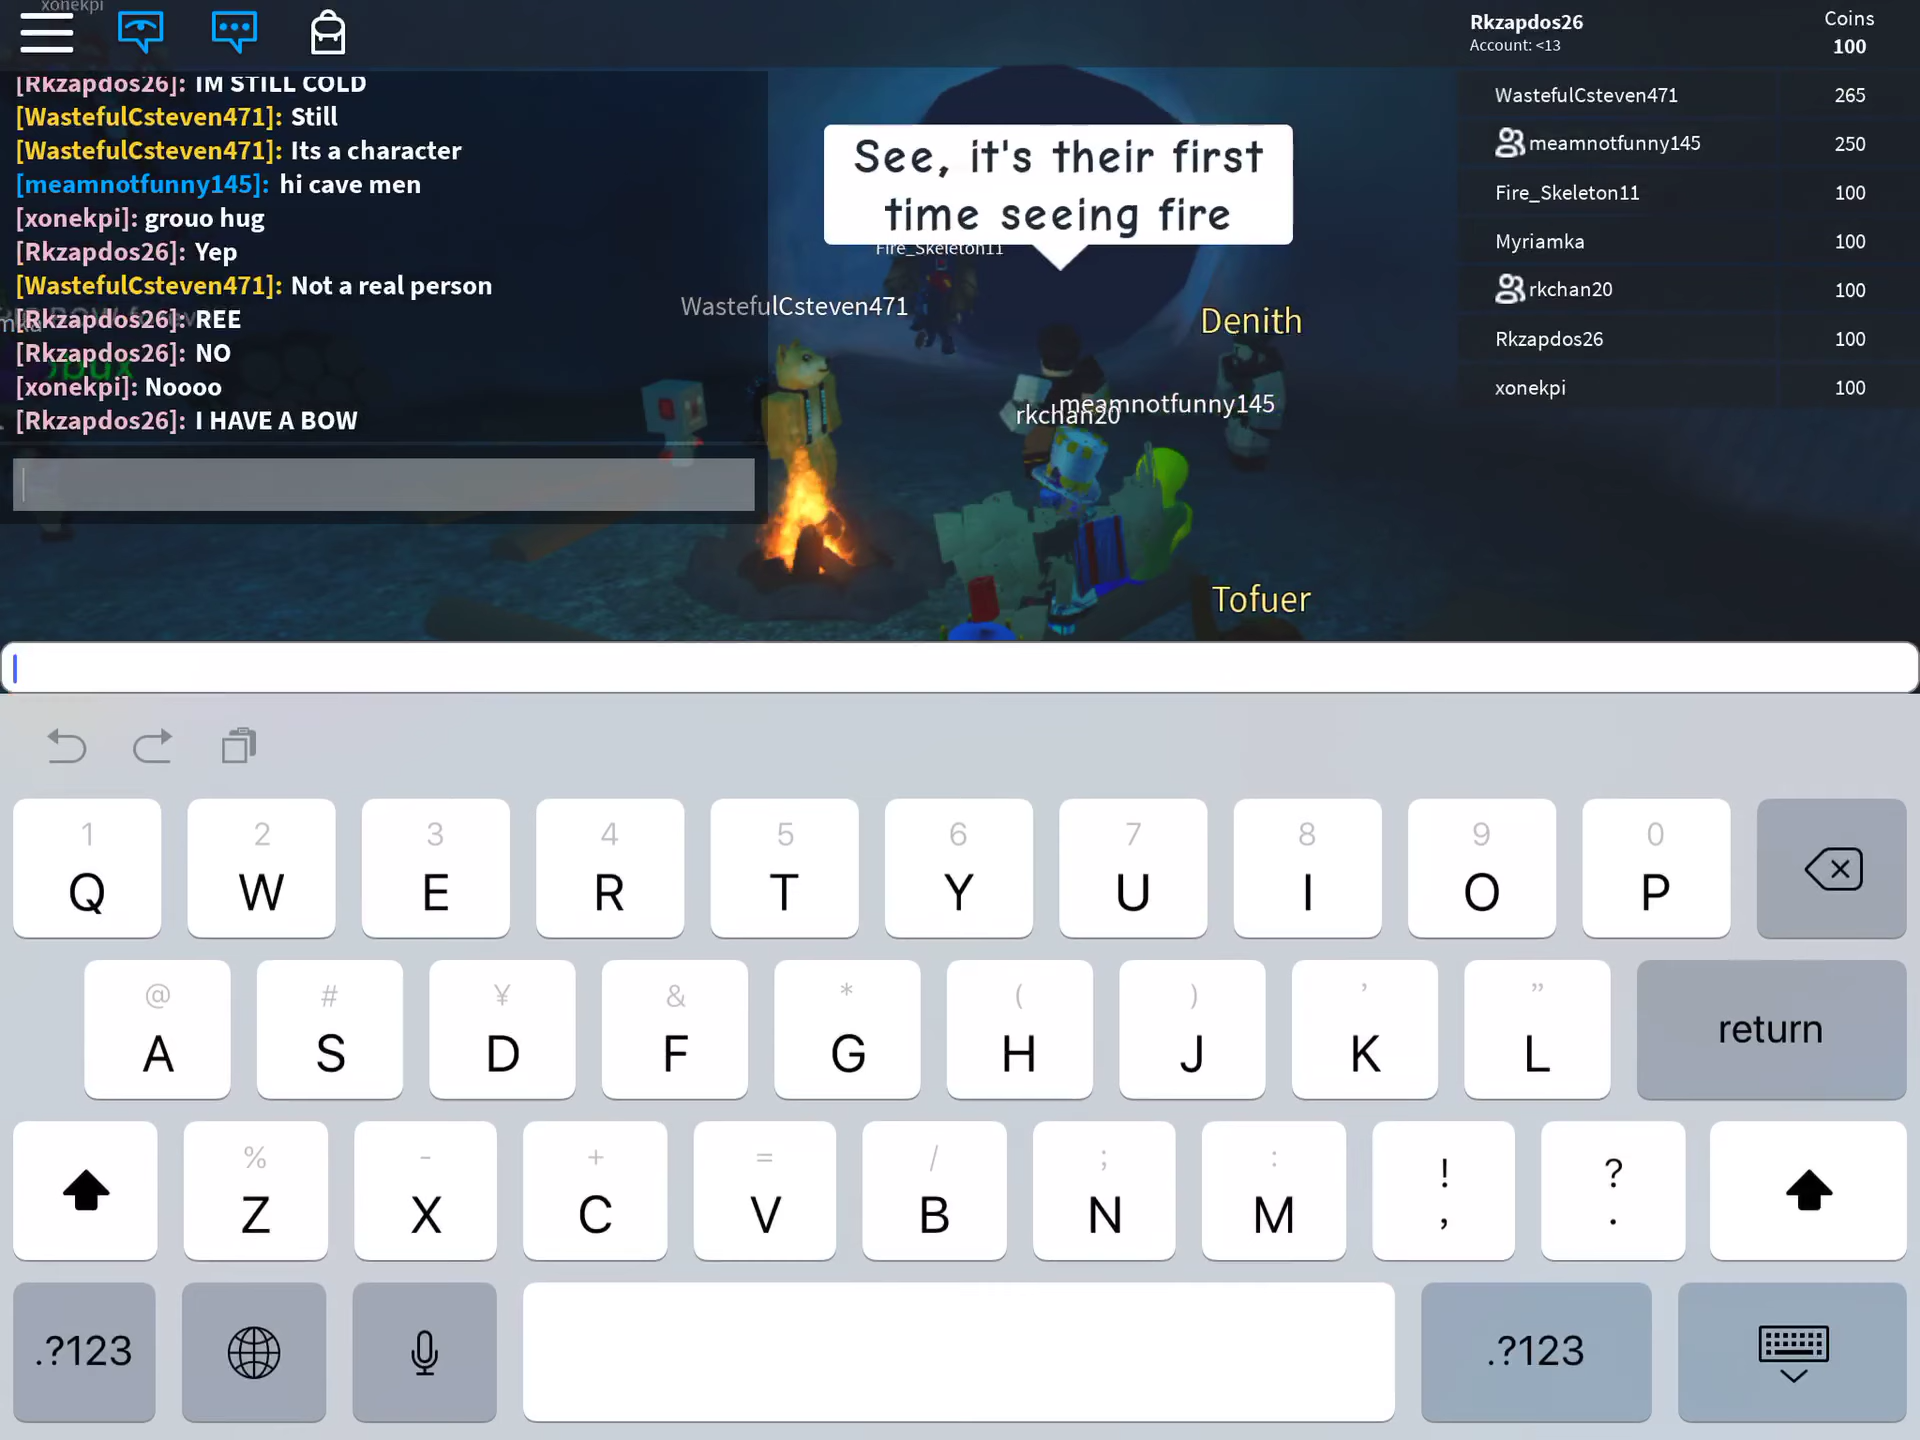 xonekpi
Rkzapdos26
Account: <13
Coins
100
[Rkzapdos26]: IM STILL COLD
[WastefulCsteven471]: Still
[WastefulCsteven471]: Its a character
[meamnotfunny145]: hi cave men
[xonekpi]: grouo hug
[Rkzapdos26]: Yep
[WastefulCsteven471]: Not a real person
[Rkzapdos26]: REE
[Rkzapdos26]: NO
[xonekpi]: Noooo
[Rkzapdos26]: I HAVE A BOW
See, it's their first
time seeing fire
Fire_Skeleton11
WastefulCsteven471
Denith
meamnotfunny145
rkchan20
Tofuer
WastefulCsteven471 265
meamnotfunny145 250
Fire_Skeleton11 100
Myriamka 100
rkchan20 100
Rkzapdos26 100
xonekpi 100
1 2 3 4 5 6 7 8 9 0
Q W E R T Y U I O P
@ # ¥ & * ( ) ’ ”
A S D F G H J K L return
% - + = / ; : ! ?
Z X C V B N M , .
.?123 .?123